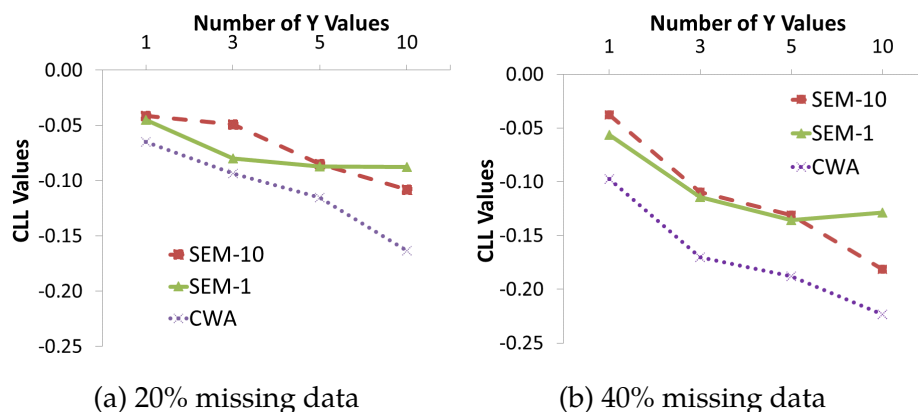 Number of Y Values
1 3 5 10
0.00
-0.05
-0.10
-0.15
-0.20
-0.25
CLL Values
SEM-10
SEM-1
CWA
(a) 20% missing data
Number of Y Values
1 3 5 10
0.00
-0.05
-0.10
-0.15
-0.20
-0.25
CLL Values
SEM-10
SEM-1
CWA
(b) 40% missing data